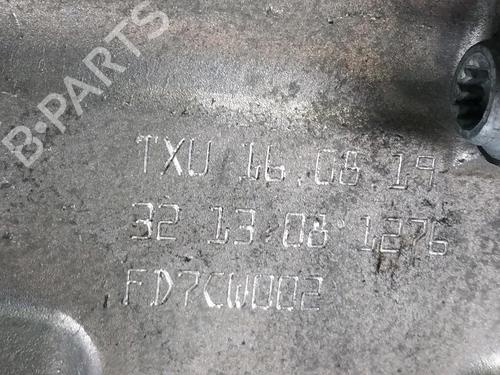 B-PARTS
TXU 16.08.19
32 13 08 1276
FD7CW002